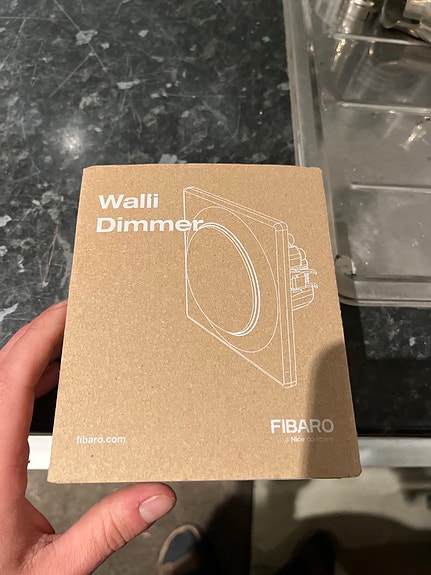 Walli
Dimmer
fibaro.com
FIBARO
a Nice company